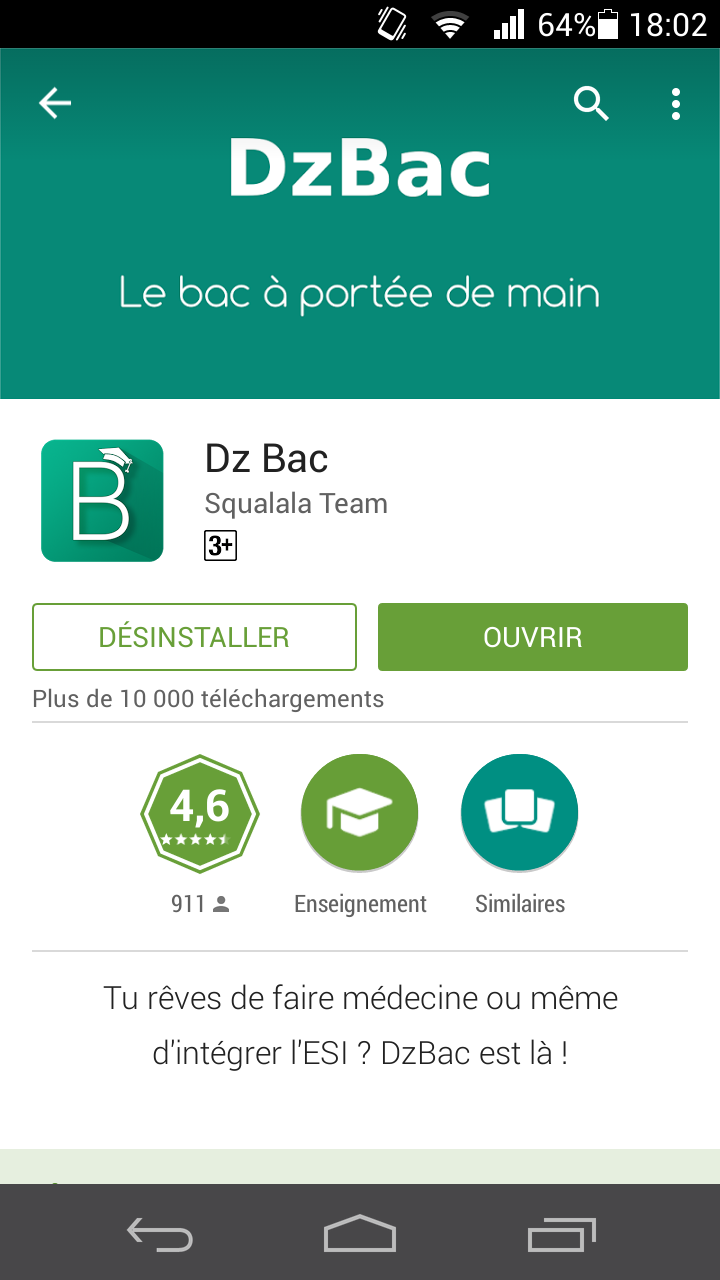 64% 18:02
DzBac
Le bac à portée de main
B
Dz Bac
Squalala Team
3+
DÉSINSTALLER OUVRIR
Plus de 10 000 téléchargements
4,6
911 Enseignement Similaires
Tu rêves de faire médecine ou même
d'intégrer l'ESI ? DzBac est là !